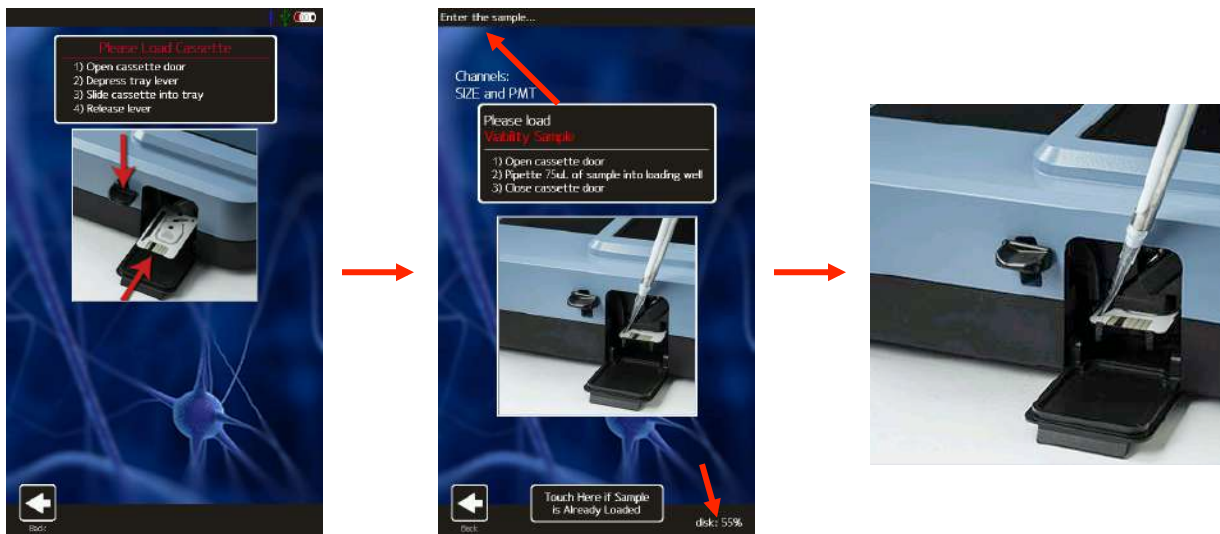 Please Load Cassette
1) Open cassette door
2) Depress tray lever
3) Slide cassette into tray
4) Release lever
Back
Enter the sample...
Channels:
SIZE and PMT
Please load
Viability Sample
1) Open cassette door
2) Pipette 75uL of sample into loading well
3) Close cassette door
Touch Here if Sample
is Already Loaded
Back
disk: 55%